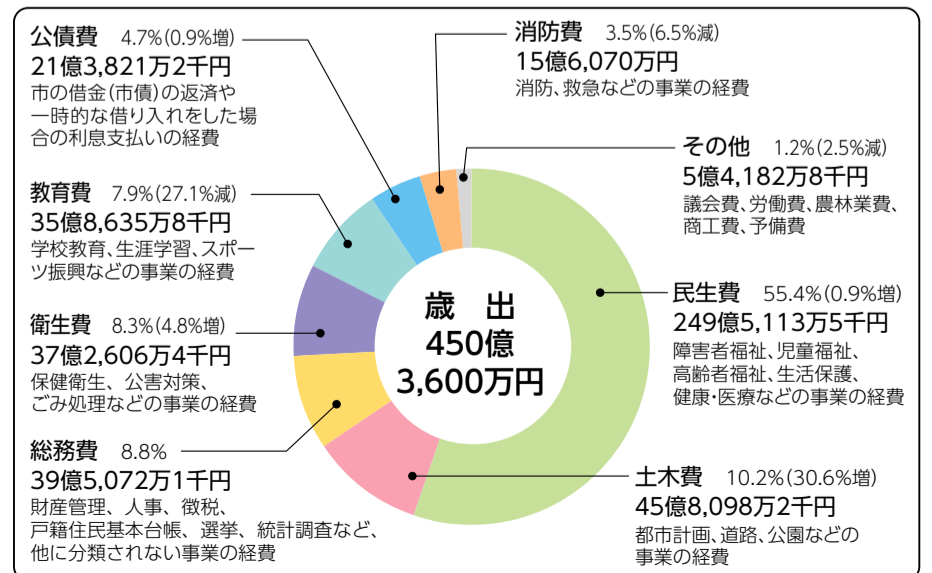 公債費 4.7%(0.9%増)
21億3,821万2千円
市の借金(市債)の返済や
一時的な借り入れをした場
合の利息支払いの経費
教育費 7.9%(27.1%減)
35億8,635万8千円
学校教育、生涯学習、スポー
ツ振興などの事業の経費
衛生費 8.3%(4.8%増)
37億2,606万4千円
保健衛生、公害対策、
ごみ処理などの事業の経費
総務費 8.8%
39億5,072万1千円
財産管理、人事、徴税、
戸籍住民基本台帳、選挙、統計調査など、
他に分類されない事業の経費
歳 出
450億
3,600万円
消防費 3.5%(6.5%減)
15億6,070万円
消防、救急などの事業の経費
その他 1.2%(2.5%減)
5億4,182万8千円
議会費、労働費、農林業費、
商工費、予備費
民生費 55.4%(0.9%増)
249億5,113万5千円
障害者福祉、児童福祉、
高齢者福祉、生活保護、
健康・医療などの事業の経費
土木費 10.2%(30.6%増)
45億8,098万2千円
都市計画、道路、公園などの
事業の経費